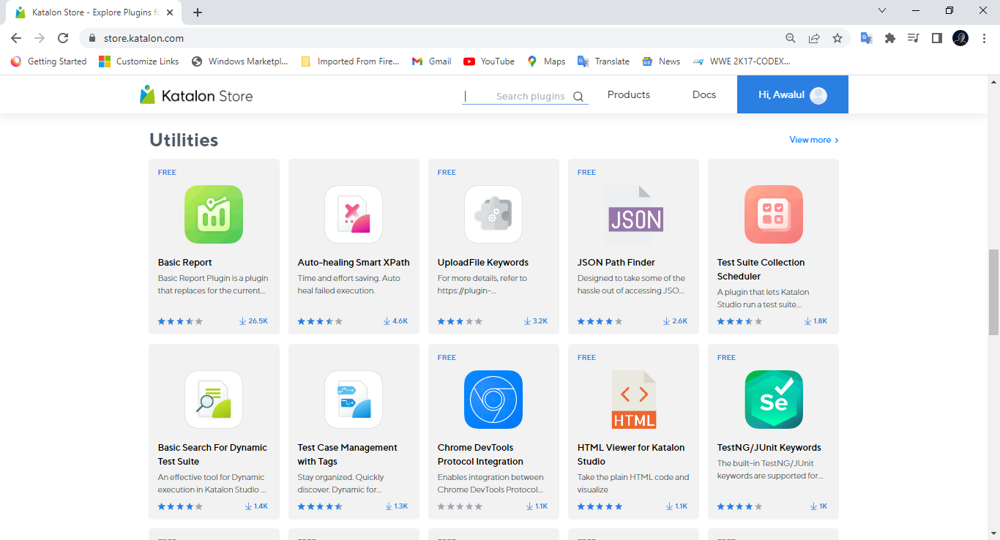 Katalon Store - Explore Plugins fo
store.katalon.com
Getting Started
Customize Links
Windows Marketpl...
Imported From Fire...
Gmail
YouTube
Maps
Translate
News
WWE 2K17-CODEX...
Katalon Store
Search plugins
Products
Docs
Hi, Awalul
Utilities
View more
FREE
Basic Report
Basic Report Plugin is a plugin
that replaces for the current...
26.5K
Auto-healing Smart XPath
Time and effort saving. Auto
heal failed execution.
4.6K
FREE
UploadFile Keywords
For more details, refer to
https://plugin-...
3.2K
FREE
JSON
JSON Path Finder
Designed to take some of the
hassle out of accessing JSO...
2.6K
Test Suite Collection
Scheduler
A plugin that lets Katalon
Studio run a test suite...
1.8K
Basic Search For Dynamic
Test Suite
An effective tool for Dynamic
execution in Katalon Studio ...
1.4K
Test Case Management
with Tags
Stay organized. Quickly
discover. Dynamic for...
1.3K
FREE
Chrome DevTools
Protocol Integration
Enables integration between
Chrome DevTools Protocol...
1.1K
FREE
HTML
HTML Viewer for Katalon
Studio
Take the plain HTML code and
visualize
1.1K
FREE
Se
TestNG/JUnit Keywords
The built-in TestNG/JUnit
keywords are supported for...
1K
FREE
FREE
FREE
FREE
FREE